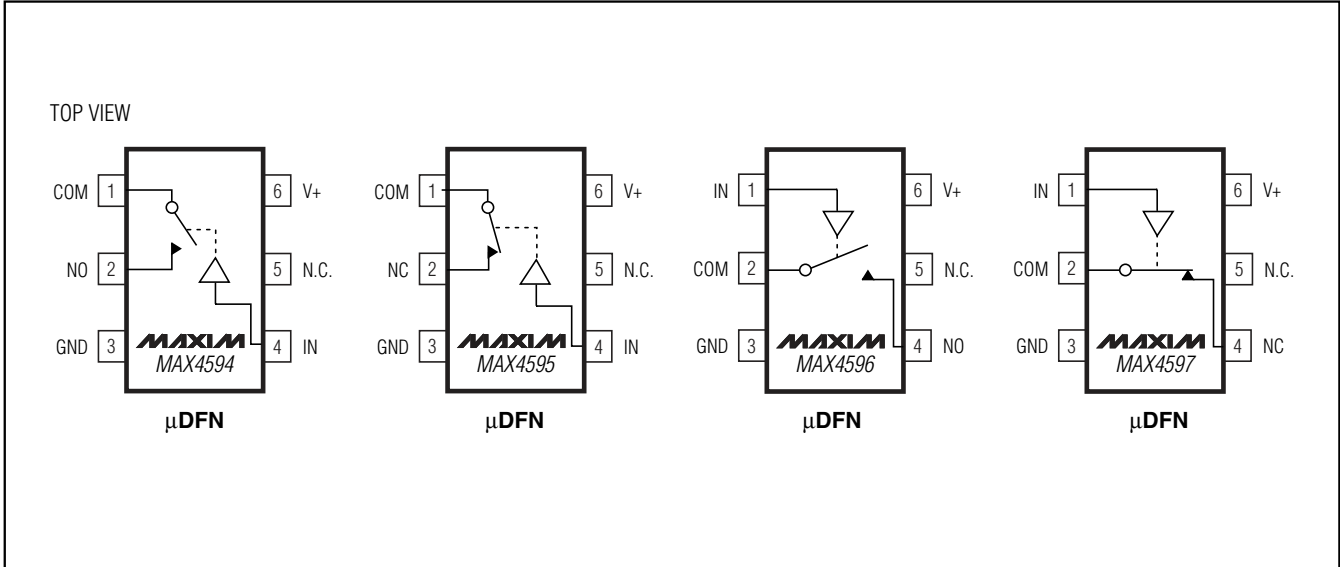 TOP VIEW
COM 1 6 V+
NO 2 5 N.C.
GND 3 4 IN
MAXIM
MAX4594
μDFN
COM 1 6 V+
NC 2 5 N.C.
GND 3 4 IN
MAXIM
MAX4595
μDFN
IN 1 6 V+
COM 2 5 N.C.
GND 3 4 NO
MAXIM
MAX4596
μDFN
IN 1 6 V+
COM 2 5 N.C.
GND 3 4 NC
MAXIM
MAX4597
μDFN